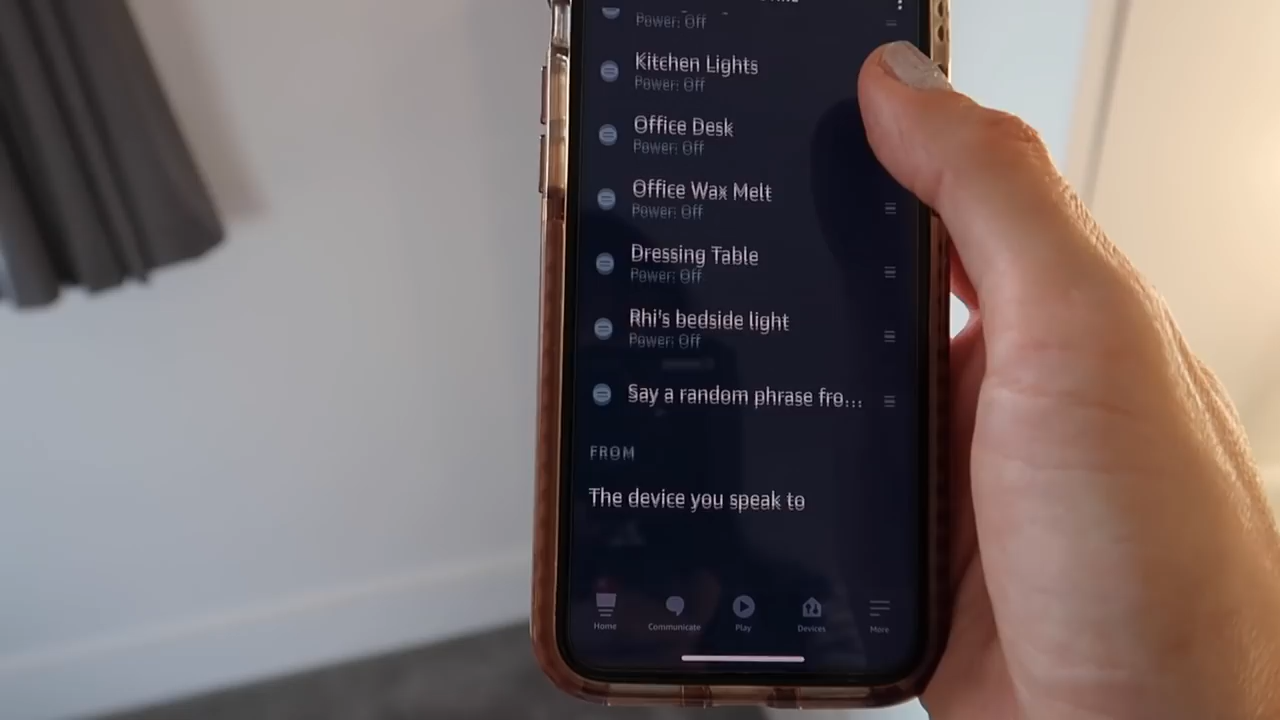 Power: Off
Kitchen Lights
Power: Off
Office Desk
Power: Off
Office Wax Melt
Power: Off
Dressing Table
Power: Off
Rhi's bedside light
Power: Off
Say a random phrase fro...
FROM
The device you speak to
Home
Communicate
Play
Devices
More